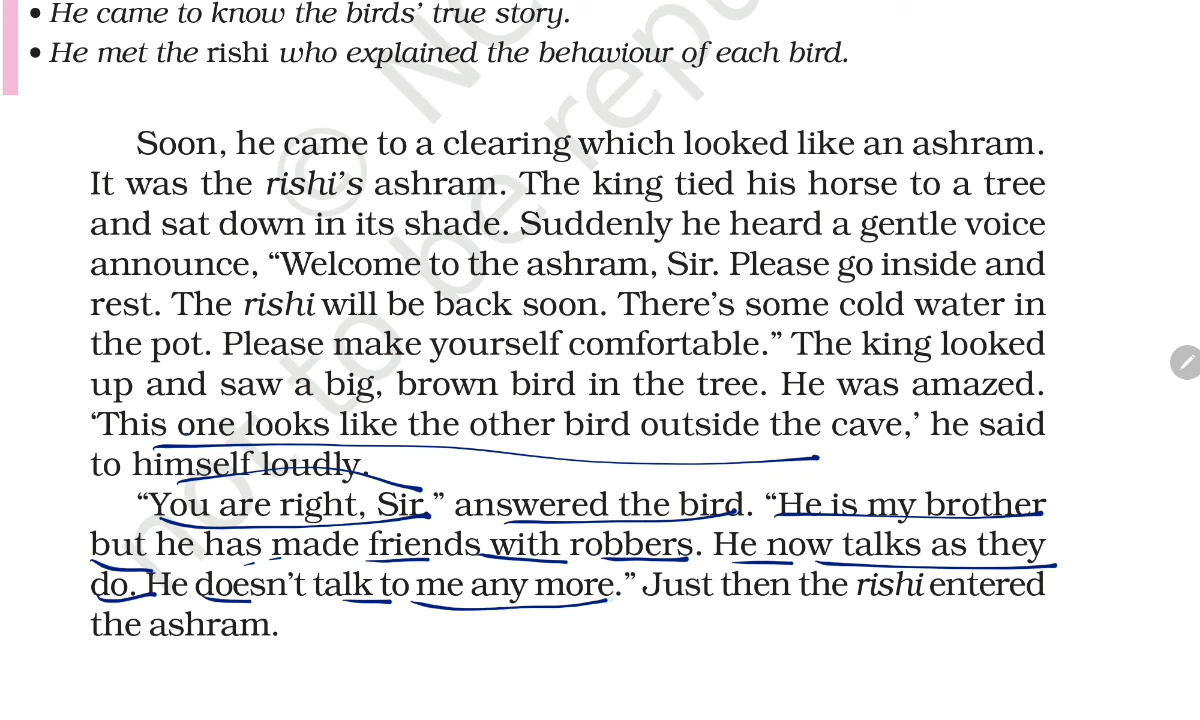 • He came to know the birds’ true story.
• He met the rishi who explained the behaviour of each bird.
Soon, he came to a clearing which looked like an ashram.
It was the rishi’s ashram. The king tied his horse to a tree
and sat down in its shade. Suddenly he heard a gentle voice
announce, “Welcome to the ashram, Sir. Please go inside and
rest. The rishi will be back soon. There’s some cold water in
the pot. Please make yourself comfortable.” The king looked
up and saw a big, brown bird in the tree. He was amazed.
‘This one looks like the other bird outside the cave,’ he said
to himself loudly.
“You are right, Sir,” answered the bird. “He is my brother
but he has made friends with robbers. He now talks as they
do. He doesn’t talk to me any more.” Just then the rishi entered
the ashram.